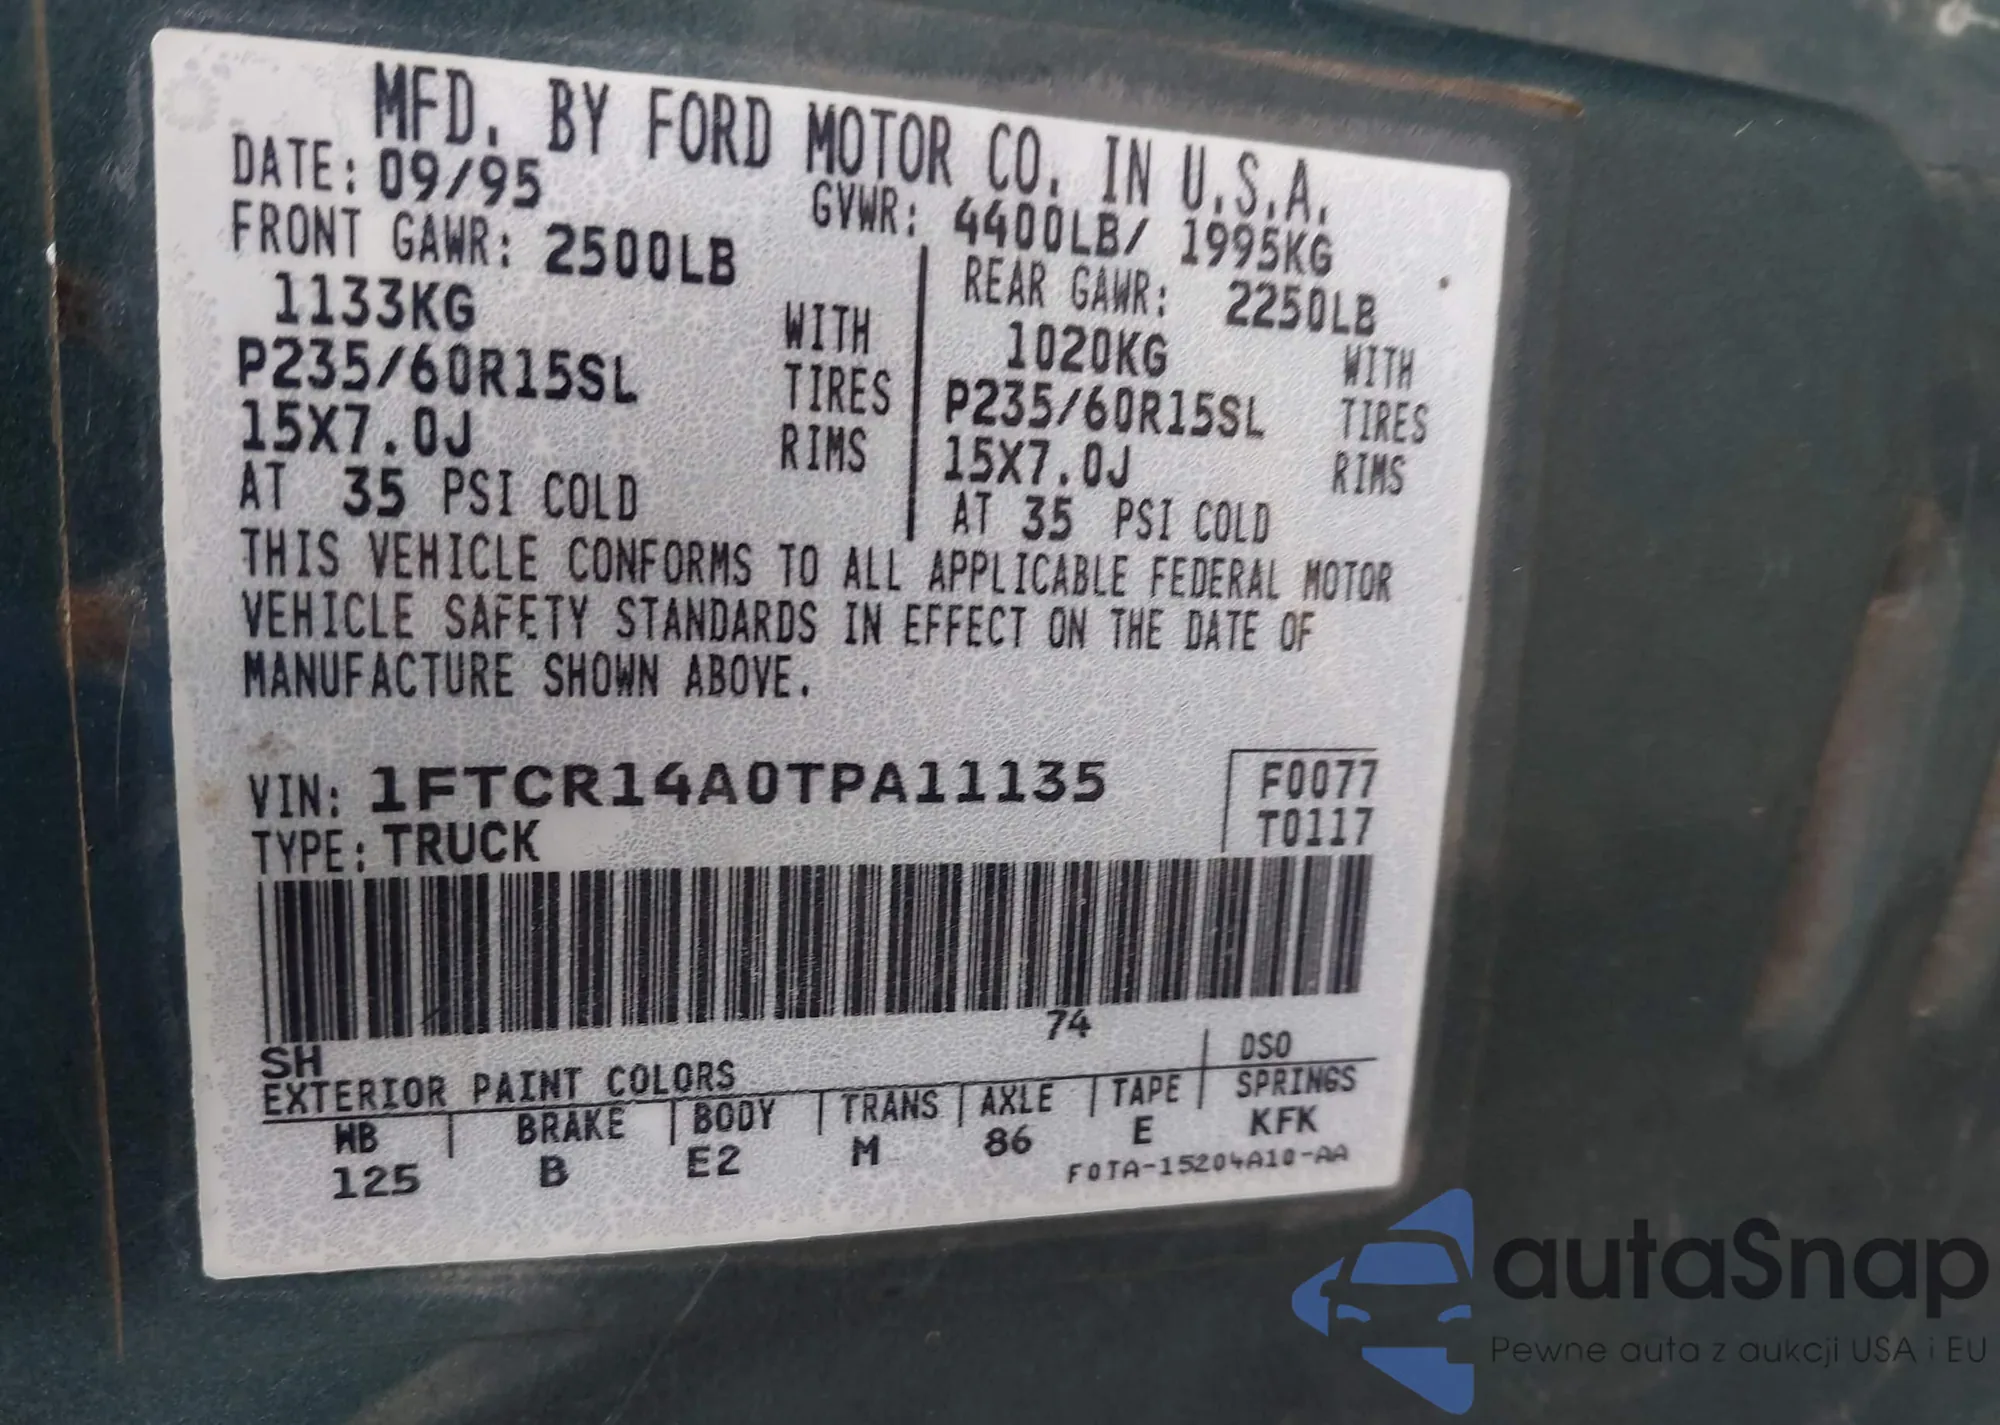 MFD. BY FORD MOTOR CO. IN U.S.A.
DATE: 09/95 GVWR: 4400LB/ 1995KG
FRONT GAWR: 2500LB REAR GAWR: 2250LB
1133KG WITH 1020KG WITH
P235/60R15SL TIRES P235/60R15SL TIRES
15X7.0J RIMS 15X7.0J RIMS
AT 35 PSI COLD AT 35 PSI COLD
THIS VEHICLE CONFORMS TO ALL APPLICABLE FEDERAL MOTOR
VEHICLE SAFETY STANDARDS IN EFFECT ON THE DATE OF
MANUFACTURE SHOWN ABOVE.
VIN: 1FTCR14A0TPA11135 F0077
TYPE: TRUCK T0117
74
SH DSO
EXTERIOR PAINT COLORS
WB BRAKE BODY TRANS AXLE TAPE SPRINGS
125 B E2 M 86 E KFK
F0TA-15204A10-AA
autaSnap
Pewne auta z aukcji USA i EU